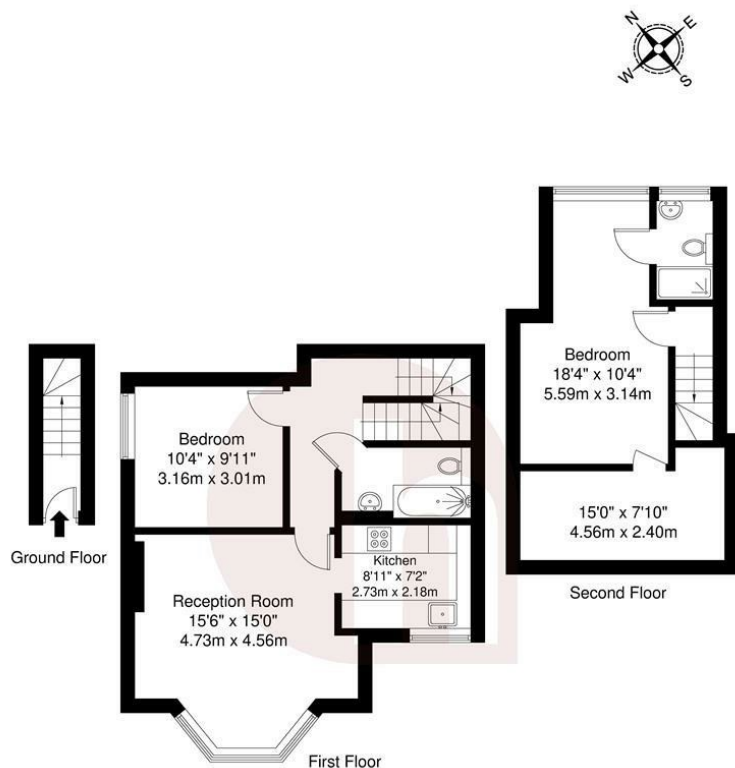 N
E
W
S
Bedroom
18'4" x 10'4"
5.59m x 3.14m
Bedroom
10'4" x 9'11"
3.16m x 3.01m
Ground Floor
Kitchen
8'11" x 7'2"
2.73m x 2.18m
15'0" x 7'10"
4.56m x 2.40m
Second Floor
Reception Room
15'6" x 15'0"
4.73m x 4.56m
First Floor